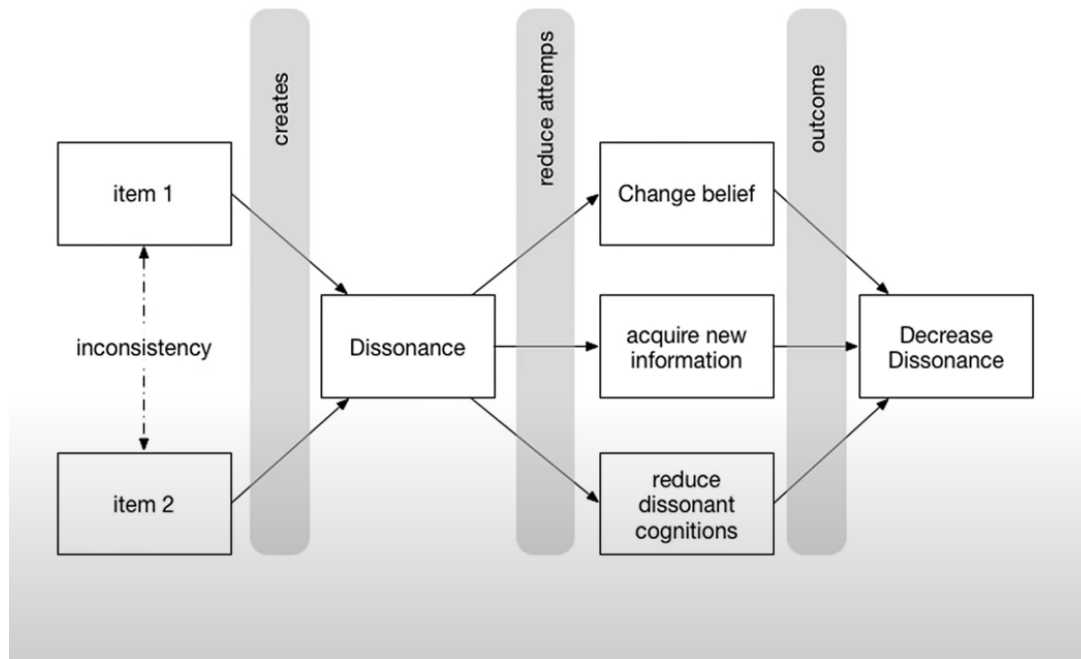 creates
reduce attemps
outcome
item 1
inconsistency
item 2
Dissonance
Change belief
acquire new
information
reduce
dissonant
cognitions
Decrease
Dissonance